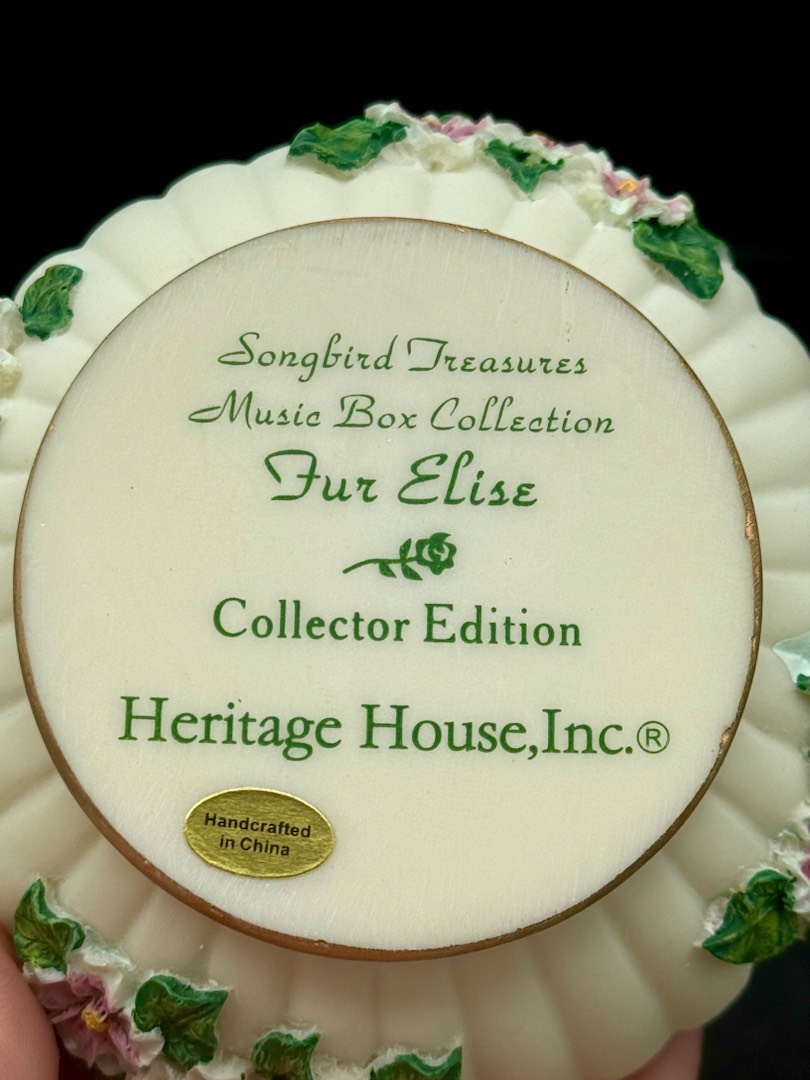 Songbird Treasures
Music Box Collection
Fur Elise
Collector Edition
Heritage House,Inc.®
Handcrafted
in China